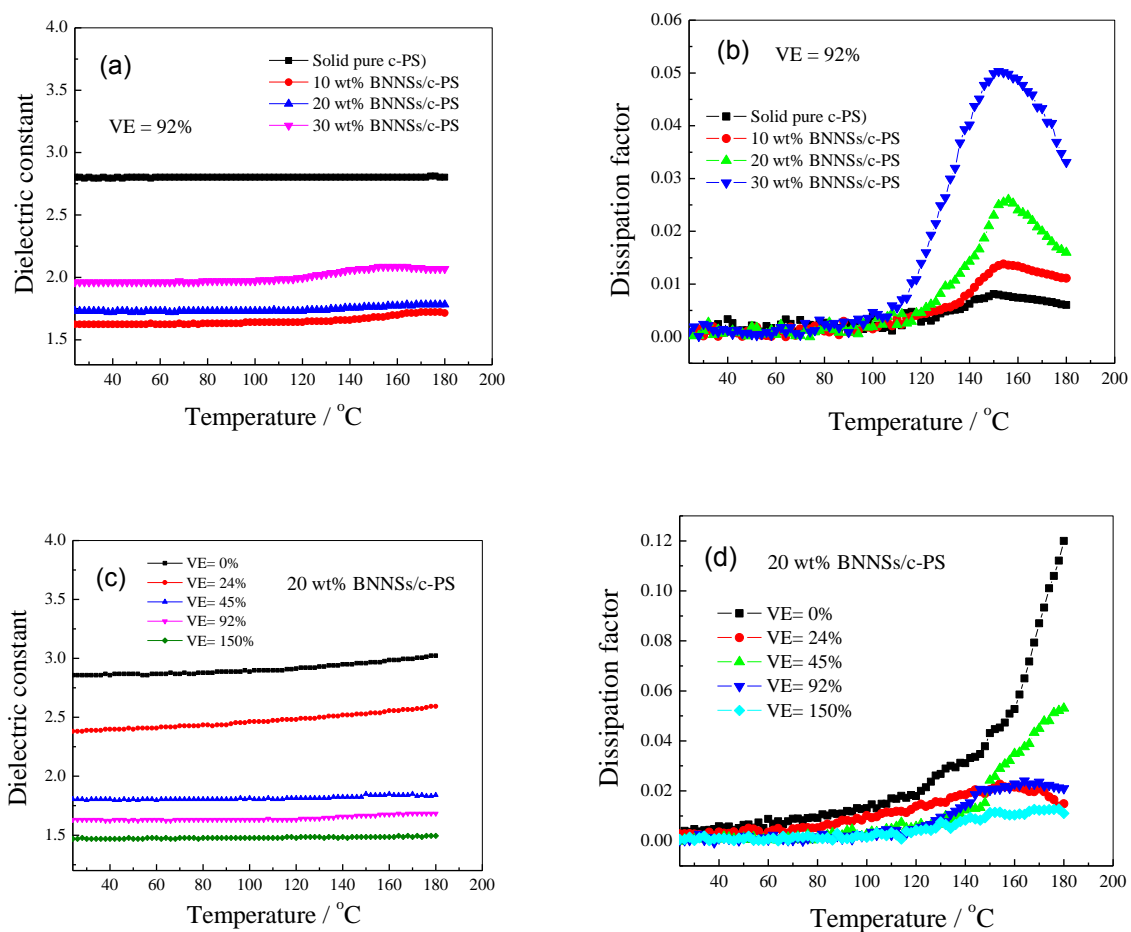 (a)
VE = 92%
Solid pure c-PS)
10 wt% BNNSs/c-PS
20 wt% BNNSs/c-PS
30 wt% BNNSs/c-PS
Dielectric constant
4.0
3.5
3.0
2.5
2.0
1.5
40 60 80 100 120 140 160 180 200
Temperature / °C
(b)
VE = 92%
Solid pure c-PS)
10 wt% BNNSs/c-PS
20 wt% BNNSs/c-PS
30 wt% BNNSs/c-PS
Dissipation factor
0.06
0.05
0.04
0.03
0.02
0.01
0.00
40 60 80 100 120 140 160 180 200
Temperature / °C
(c)
VE= 0%
VE= 24%
VE= 45%
VE= 92%
VE= 150%
20 wt% BNNSs/c-PS
Dielectric constant
4.0
3.5
3.0
2.5
2.0
1.5
40 60 80 100 120 140 160 180 200
Temperature / °C
(d)
20 wt% BNNSs/c-PS
VE= 0%
VE= 24%
VE= 45%
VE= 92%
VE= 150%
Dissipation factor
0.12
0.10
0.08
0.06
0.04
0.02
0.00
40 60 80 100 120 140 160 180 200
Temperature / °C